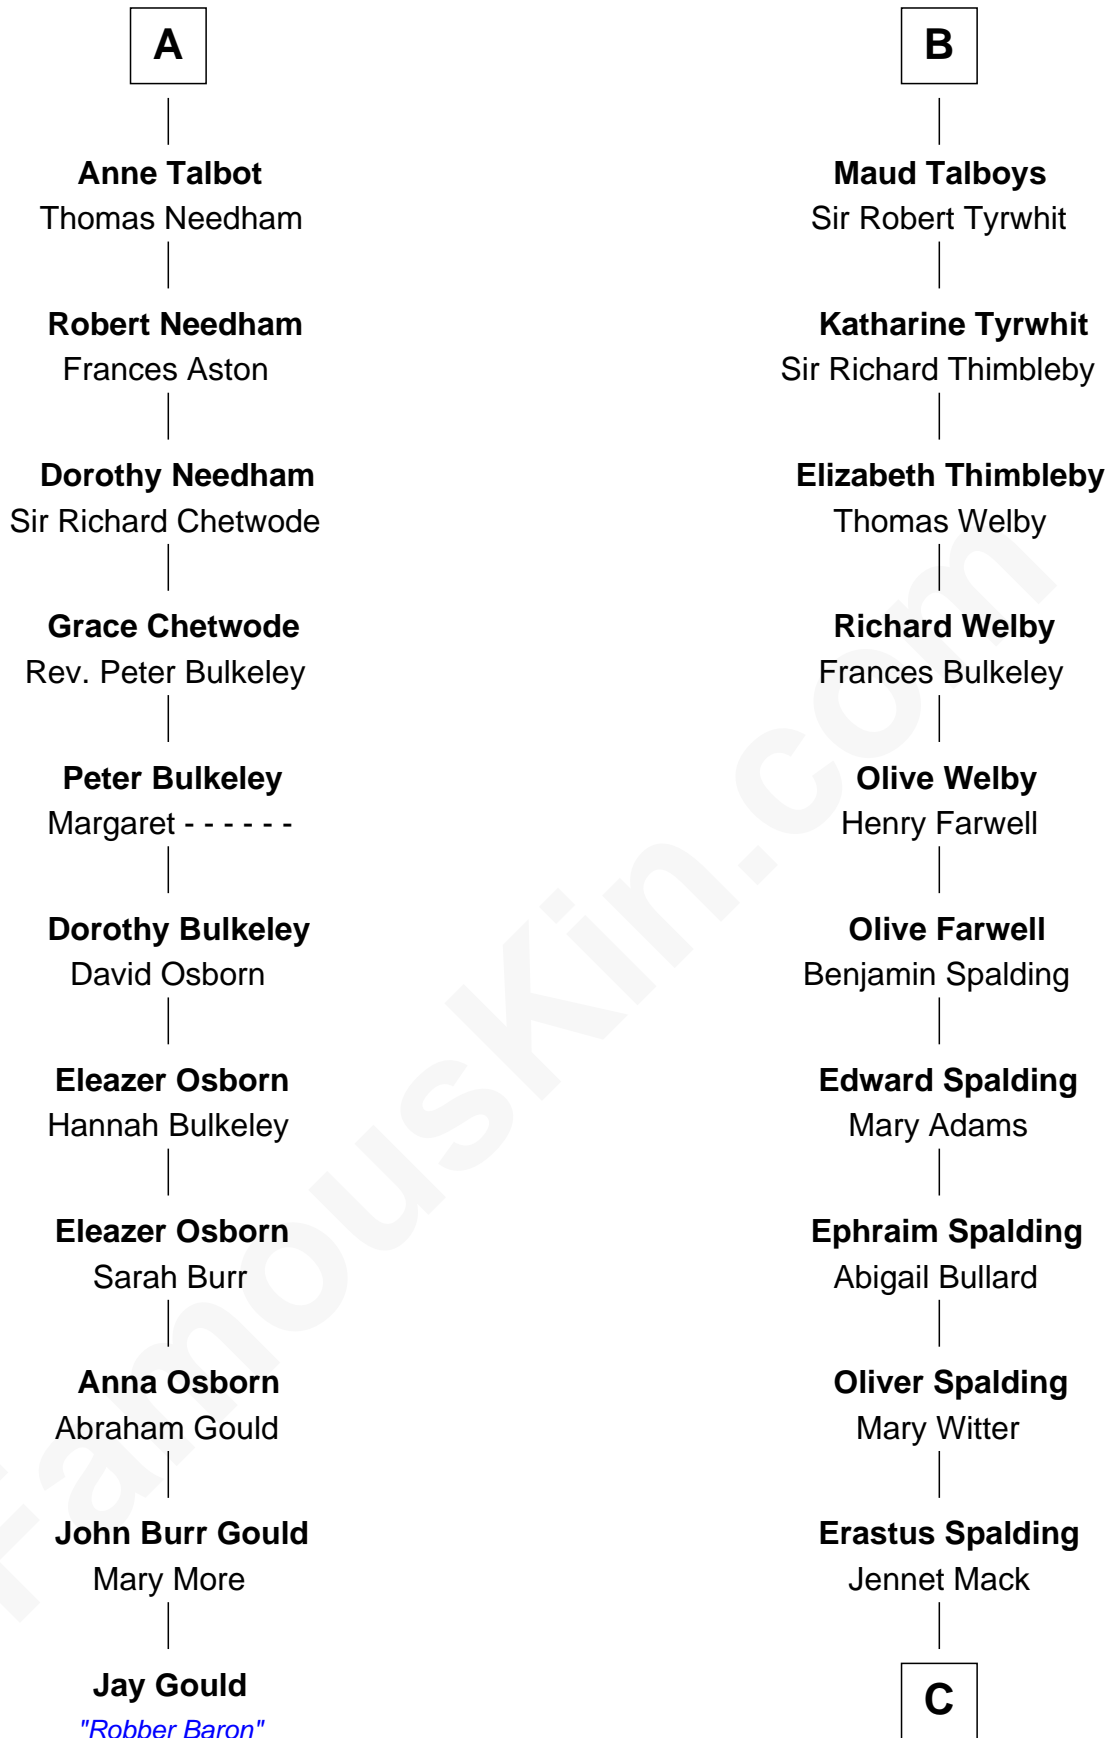 A
Anne Talbot
Thomas Needham
Robert Needham
Frances Aston
Dorothy Needham
Sir Richard Chetwode
Grace Chetwode
Rev. Peter Bulkeley
Peter Bulkeley
Margaret - - - - - -
Dorothy Bulkeley
David Osborn
Eleazer Osborn
Hannah Bulkeley
Eleazer Osborn
Sarah Burr
Anna Osborn
Abraham Gould
John Burr Gould
Mary More
Jay Gould
"Robber Baron"
B
Maud Talboys
Sir Robert Tyrwhit
Katharine Tyrwhit
Sir Richard Thimbleby
Elizabeth Thimbleby
Thomas Welby
Richard Welby
Frances Bulkeley
Olive Welby
Henry Farwell
Olive Farwell
Benjamin Spalding
Edward Spalding
Mary Adams
Ephraim Spalding
Abigail Bullard
Oliver Spalding
Mary Witter
Erastus Spalding
Jennet Mack
C
FamousKin.com